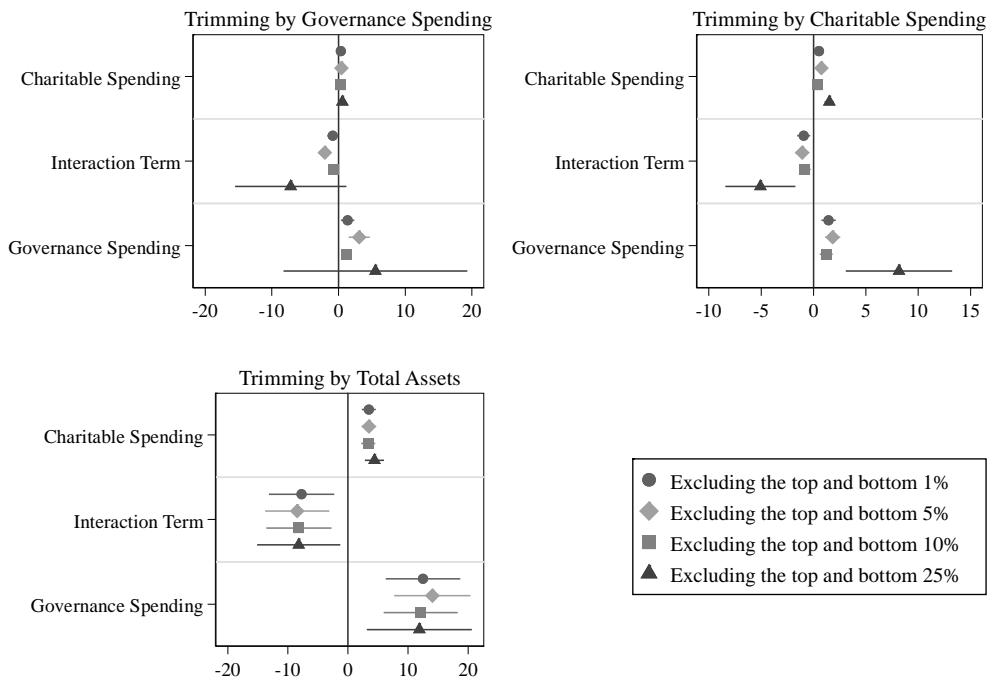 Trimming by Governance Spending
Charitable Spending
Interaction Term
Governance Spending
-20 -10 0 10 20
Trimming by Charitable Spending
Charitable Spending
Interaction Term
Governance Spending
-10 -5 0 5 10 15
Trimming by Total Assets
Charitable Spending
Interaction Term
Governance Spending
-20 -10 0 10 20
Excluding the top and bottom 1%
Excluding the top and bottom 5%
Excluding the top and bottom 10%
Excluding the top and bottom 25%